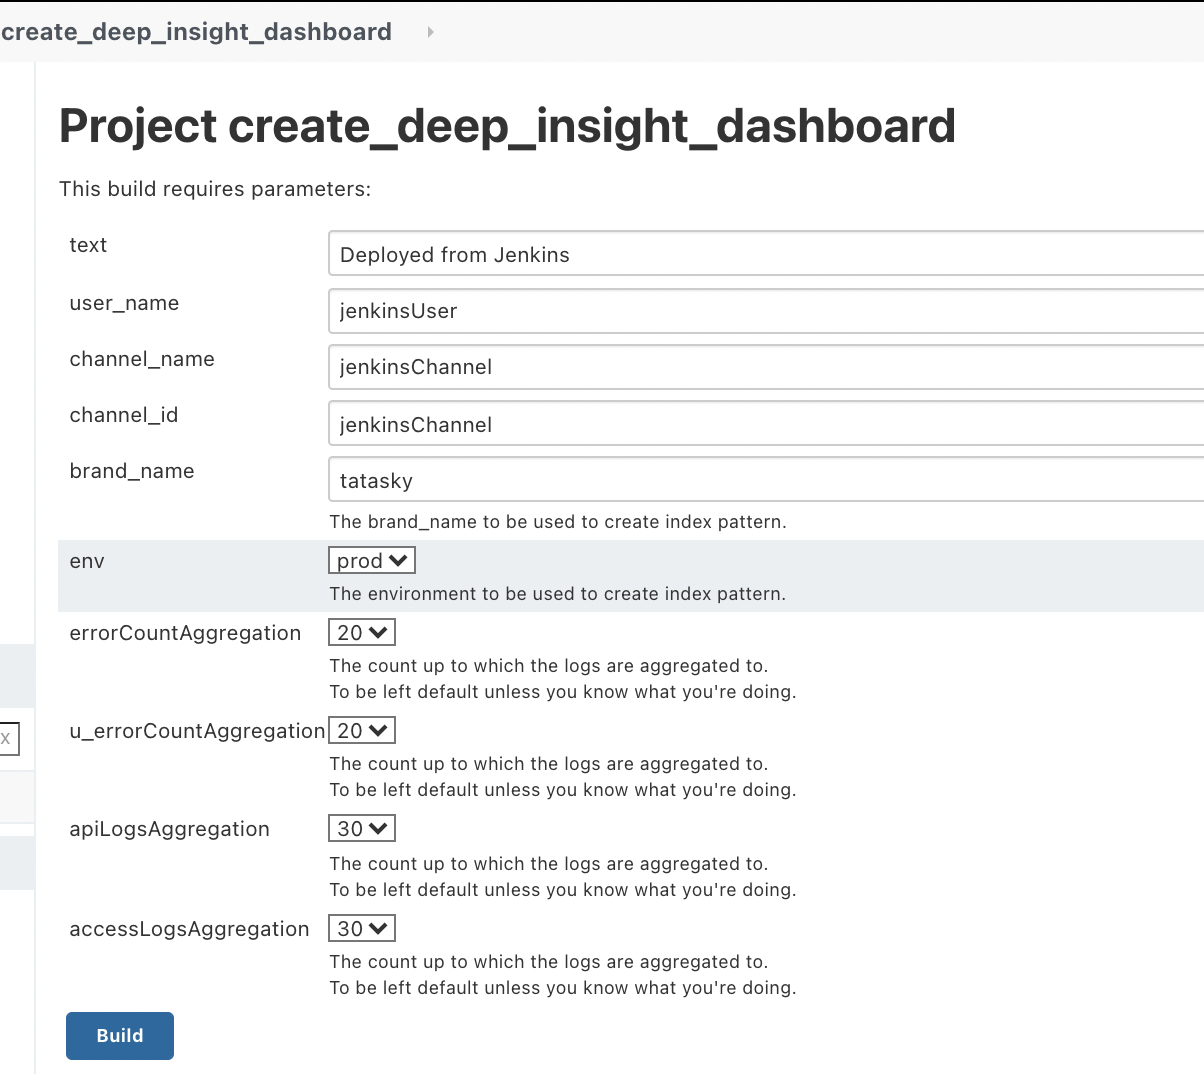 create_deep_insight_dashboard
Project create_deep_insight_dashboard
This build requires parameters:
text
Deployed from Jenkins
user_name
jenkinsUser
channel_name
jenkinsChannel
channel_id
jenkinsChannel
brand_name
tatasky
The brand_name to be used to create index pattern.
env
prod
The environment to be used to create index pattern.
errorCountAggregation
20
The count up to which the logs are aggregated to.
To be left default unless you know what you're doing.
u_errorCountAggregation
20
The count up to which the logs are aggregated to.
To be left default unless you know what you're doing.
x
apiLogsAggregation
30
The count up to which the logs are aggregated to.
To be left default unless you know what you're doing.
accessLogsAggregation
30
The count up to which the logs are aggregated to.
To be left default unless you know what you're doing.
Build